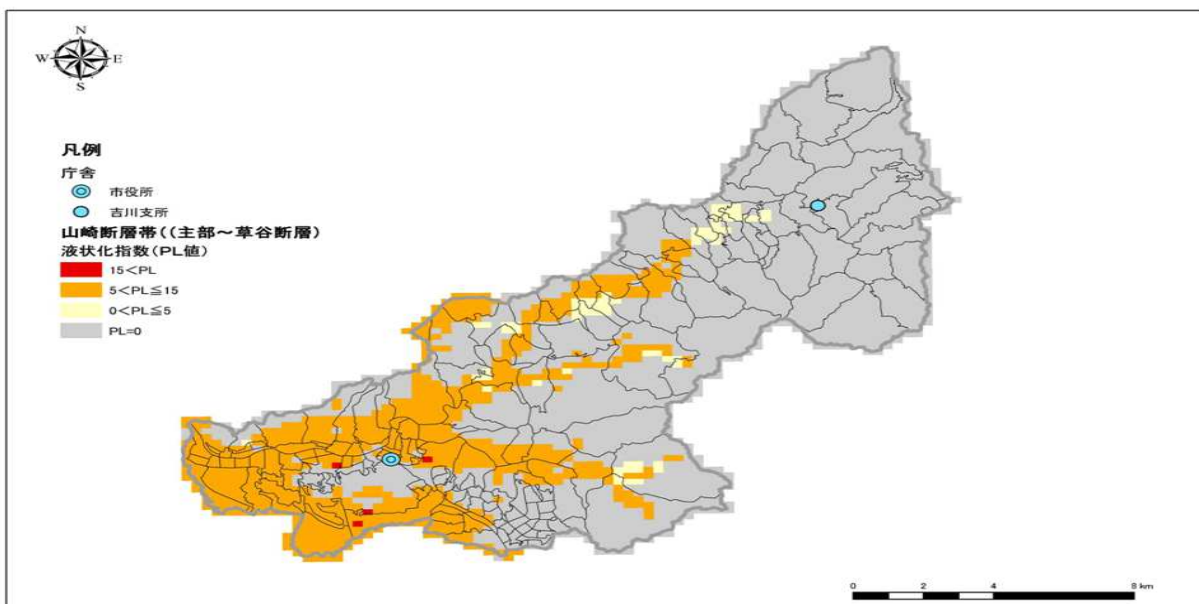 N
W E
S
凡例
庁舎
市役所
吉川支所
山崎断層帯((主部～草谷断層)
液状化指数(PL値)
15<PL
5<PL≦15
0<PL≦5
PL=0
0 2 4 8 km